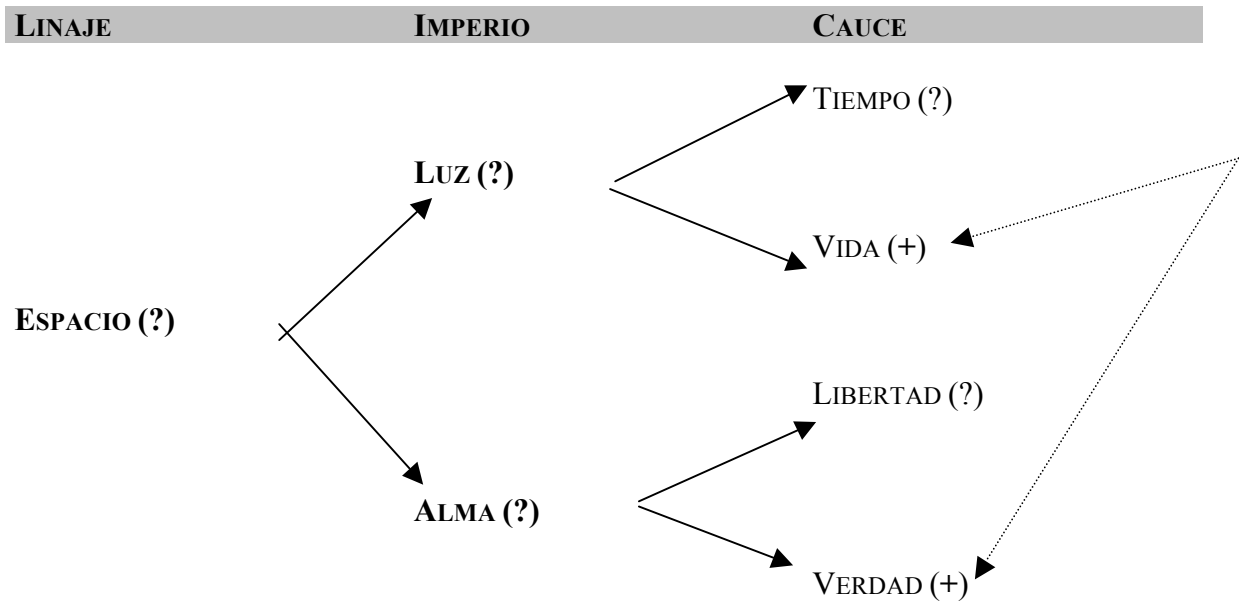 LINAJE IMPERIO CAUCE
TIEMPO (?)
LUZ (?)
VIDA (+)
ESPACIO (?)
LIBERTAD (?)
ALMA (?)
VERDAD (+)